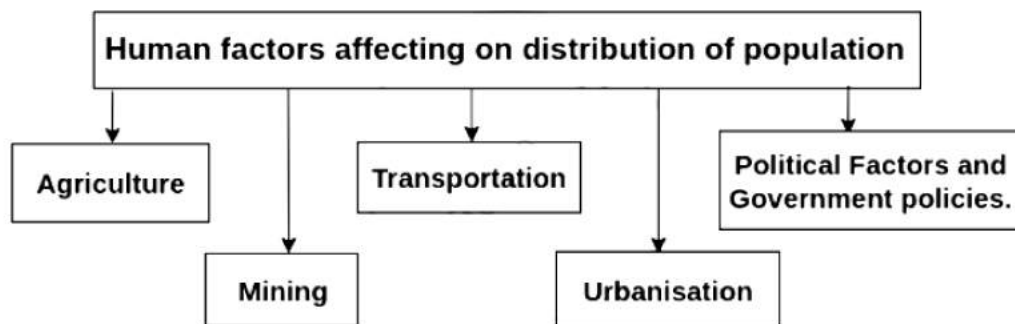 Human factors affecting on distribution of population
Agriculture
Transportation
Political Factors and
Government policies.
Mining
Urbanisation